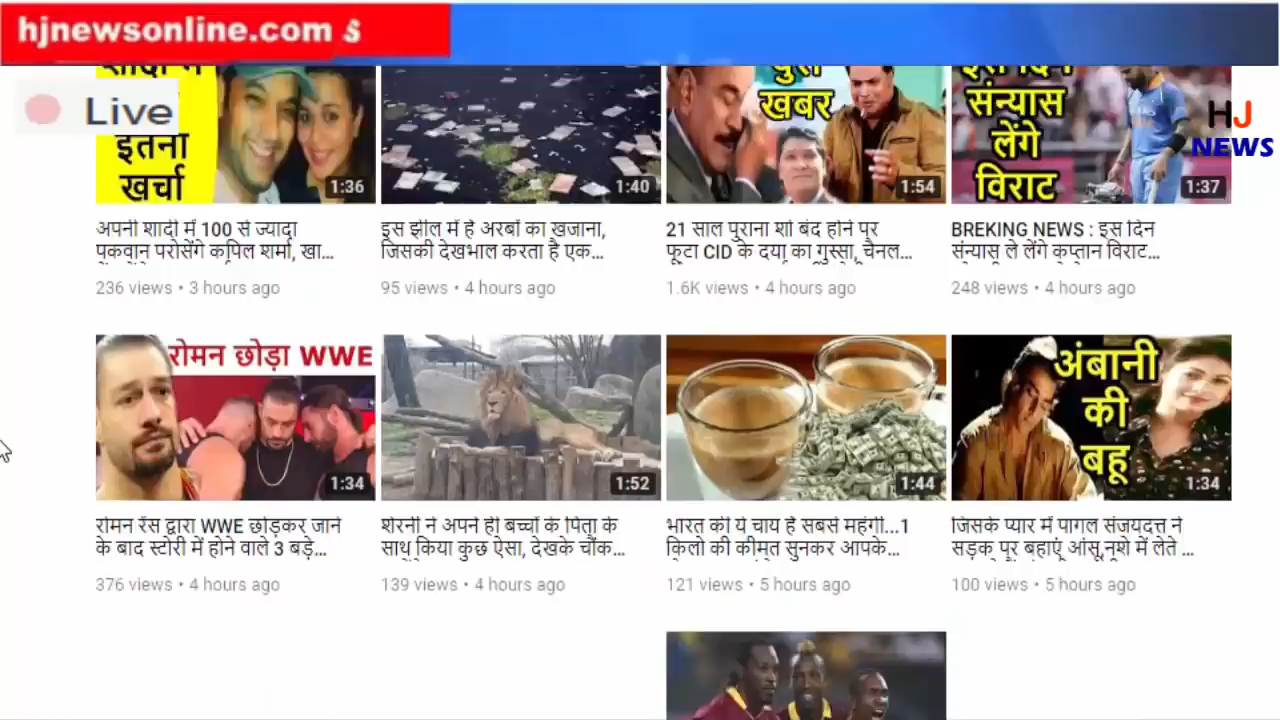 hjnewsonline.com
Live
HJ
NEWS
इतना
खर्चा
1:36
1:40
खबर
1:54
संन्यास
लेंगे
विराट
1:37
अपनी शादी में 100 से ज्यादा
पकवान परोसेंगे कपिल शर्मा, खा...
236 views • 3 hours ago
इस झील में है अरबों का खजाना,
जिसकी देखभाल करता है एक...
95 views • 4 hours ago
21 साल पुराना शो बंद होने पर
फूटा CID के दया का गुस्सा, चैनल...
1.6K views • 4 hours ago
BREKING NEWS : इस दिन
संन्यास ले लेंगे कप्तान विराट...
248 views • 4 hours ago
रोमन छोड़ा WWE
1:34
1:52
1:44
अंबानी
की
बहू
1:34
रोमन रेंस द्वारा WWE छोड़कर जाने
के बाद स्टोरी में होने वाले 3 बड़े...
376 views • 4 hours ago
शेरनी ने अपने ही बच्चों के पिता के
साथ किया कुछ ऐसा, देखके चौंक...
139 views • 4 hours ago
भारत की ये चाय है सबसे महंगी...1
किलो की कीमत सुनकर आपके...
121 views • 5 hours ago
जिसके प्यार में पागल संजयदत्त ने
सड़क पर बहाएं आंसू,नशे में लेते ...
100 views • 5 hours ago